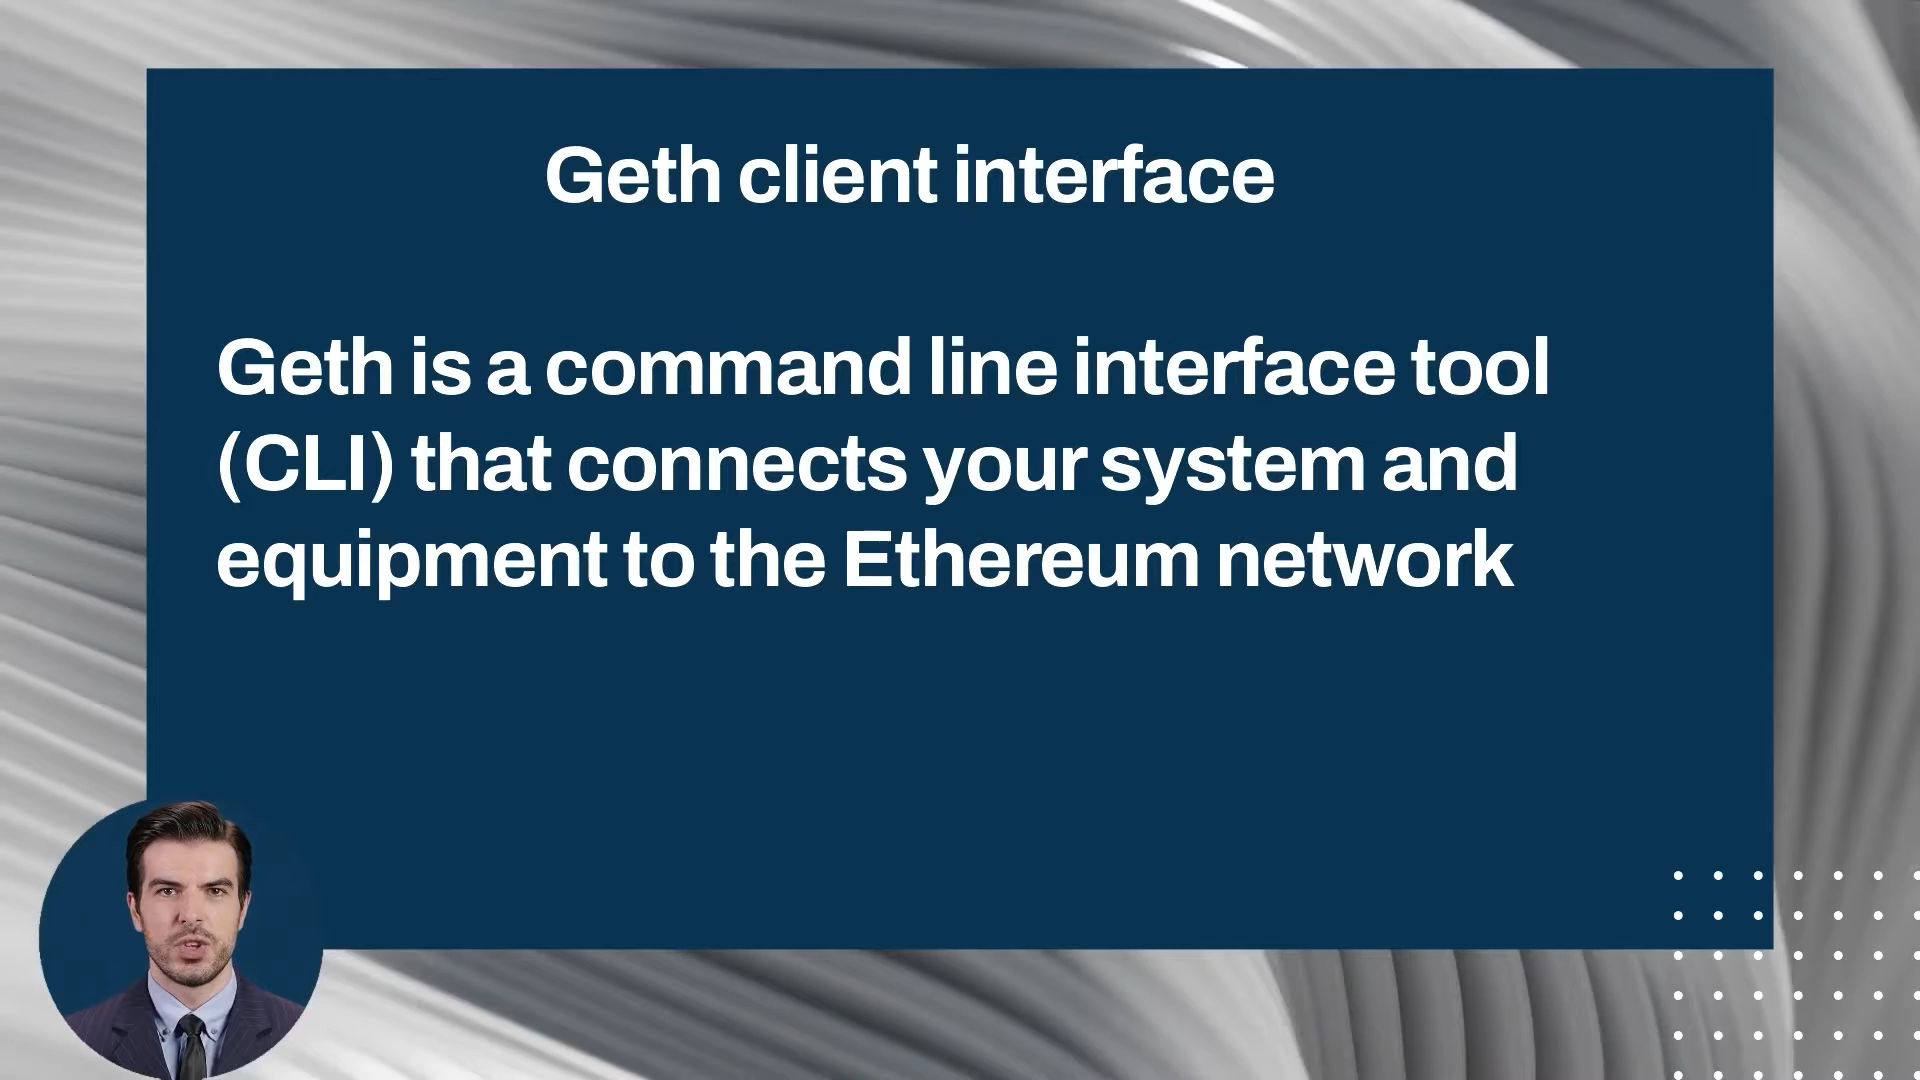 Geth client interface
Geth is a command line interface tool
(CLI) that connects your system and
equipment to the Ethereum network